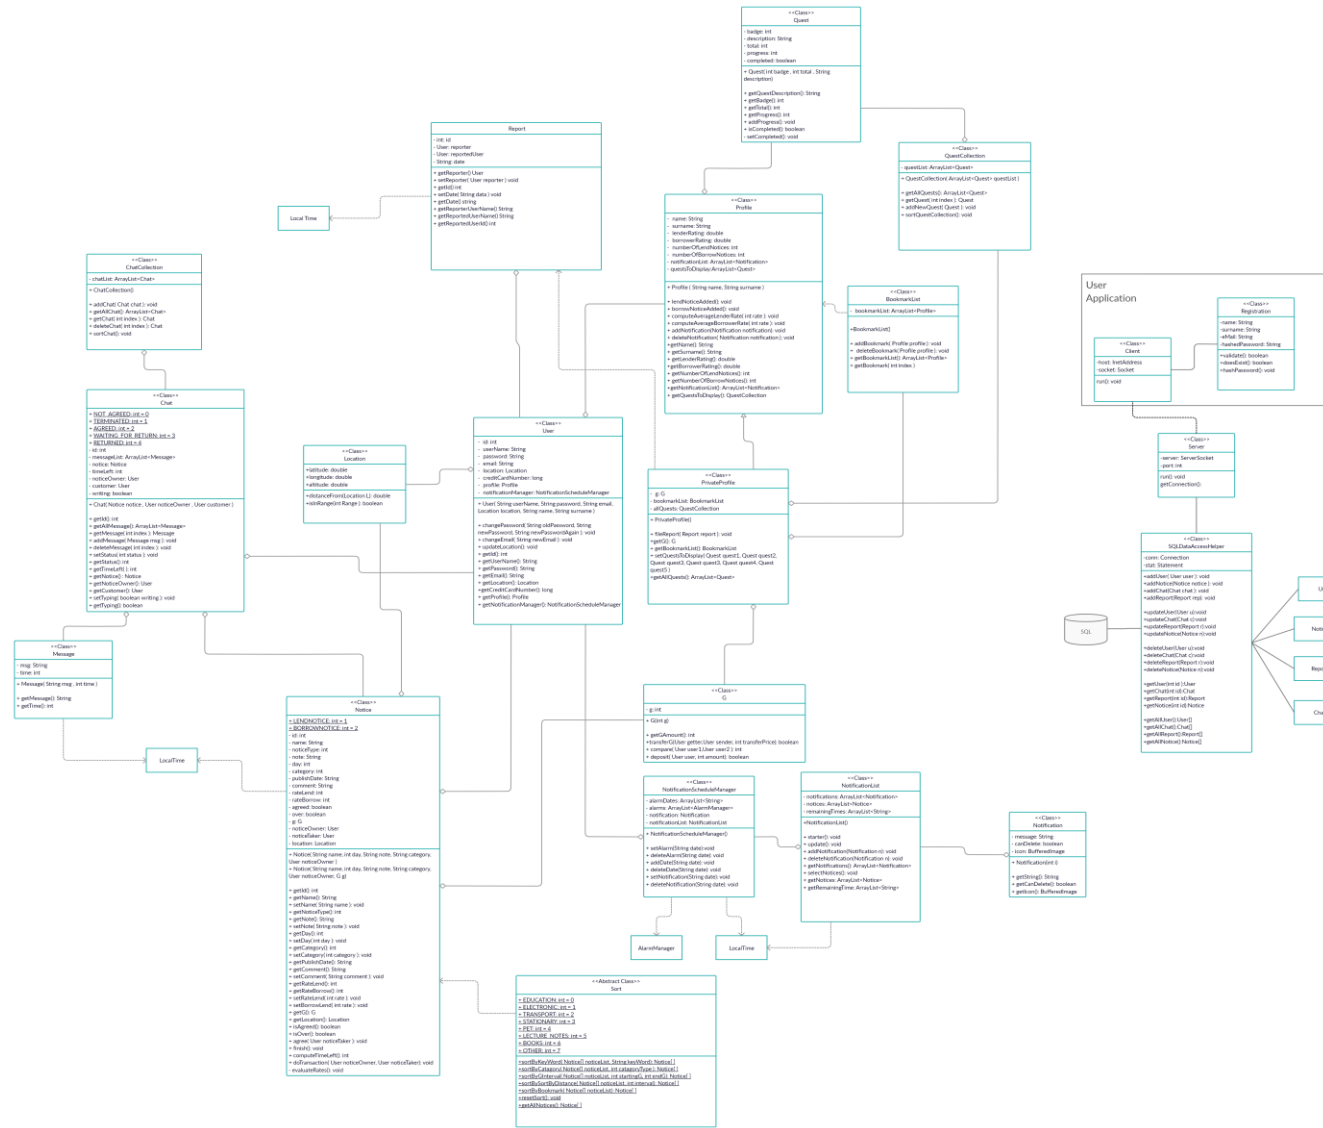 <<Class>>
Quest
- badge: int
- description: String
- total: int
- progress: int
- completed: boolean
+ Quest( int badge , int total , String
description)
+ getQuestDescription(): String
+ getBadge(): int
+ getTotal(): int
+ getProgress(): int
+ addProgress(): void
+ isCompleted(): boolean
- setCompleted(): void
<<Class>>
QuestCollection
- questList: ArrayList<Quest>
+ QuestCollection( ArrayList<Quest> questList )
+ getAllQuests(): ArrayList<Quest>
+ getQuest( int index ): Quest
+ addNewQuest( Quest ): void
+ sortQuestCollection(): void
Report
- int: id
- User: reporter
- User: reportedUser
- String: date
+ getReporter() User
+ setReporter( User reporter ) void
+ getId() int
+ setDate( String data ) void
+ getDate() string
+ getReporterUserName() String
+ getReportedUserName() String
+ getReportedUserId() int
Local Time
<<Class>>
Profile
- name: String
- surname: String
- lenderRating: double
- borrowerRating: double
- numberOfLendNotices: int
- numberOfBorrowNotices: int
- notificationList: ArrayList<Notification>
- questsToDisplay:ArrayList<Quest>
+ Profile ( String name, String surname )
+ lendNoticeAdded(): void
+ borrowNoticeAdded(): void
+ computeAverageLenderRate( int rate ): void
+ computeAverageBorrowerRate( int rate ): void
+ addNotification(Notification notification): void
+ deleteNotification( Notification notification ): void
+getName(): String
+ getSurname(): String
+ getLenderRating(): double
+getBorrowerRating(): double
+ getNumberOfLendNotices(): int
+ getNumberOfBorrowNotices(): int
+getNotificationList(): ArrayList<Notification>
+ getQuestsToDisplay(): QuestCollection
<<Class>>
BookmarkList
- bookmarkList: ArrayList<Profile>
+BookmarkList()
+ addBookmark( Profile profile): void
+ deleteBookmark( Profile profile): void
+ getBookmarkList(): ArrayList<Profile>
+ getBookmark( int index )
<<Class>>
ChatCollection
- chatList: ArrayList<Chat>
+ ChatCollection()
+ addChat( Chat chat ): void
+ getAllChat(): ArrayList<Chat>
+ getChat( int index ): Chat
+ deleteChat( int index ): Chat
+ sortChat(): void
<<Class>>
Chat
+ NOT_AGREED: int = 0
+ TERMINATED: int = 1
+ AGREED: int = 2
+ WAITING_FOR_RETURN: int = 3
+ RETURNED: int = 4
- id: int
- messageList: ArrayList<Message>
- notice: Notice
- timeLeft: int
- noticeOwner: User
- customer: User
- writing: boolean
+ Chat( Notice notice , User noticeOwner , User customer )
+ getId(): int
+ getAllMessage(): ArrayList<Message>
+ getMessage( int index ): Message
+ addMessage( Message msg ): void
+ deleteMessage( int index ): void
+ setStatus( int status ): void
+ getStatus(): int
+ getTimeLeft( ): int
+ getNotice() : Notice
+ getNoticeOwner(): User
+ getCustomer(): User
+ setTyping( boolean writing ): void
+ getTyping(): boolean
<<Class>>
Location
+latitude: double
+longitude: double
+altitude: double
+distanceFrom(Location L): double
+isInRange(int Range ): boolean
<<Class>>
User
- id: int
- userName: String
- password: String
- email: String
- location: Location
- creditCardNumber: long
- profile: Profile
- notificationManager: NotificationScheduleManager
+ User( String userName, String password, String email,
Location location, String name, String surname )
+ changePassword( String oldPassword, String
newPassword, String newPasswordAgain ): void
+ changeEmail( String newEmail ): void
+ updateLocation(): void
+ getId(): int
+ getUserName(): String
+ getPassword(): String
+ getEmail(): String
+ getLocation(): Location
+getCreditCardNumber(): long
+ getProfile(): Profile
+ getNotificationManager(): NotificationScheduleManager
<<Class>>
PrivateProfile
- g: G
- bookmarkList: BookmarkList
- allQuests: QuestCollection
+ PrivateProfile()
+ fileReport( Report report ): void
+getG(): G
+ getBookmarkList(): BookmarkList
+ setQuestsToDisplay( Quest quest1, Quest quest2,
Quest quest3, Quest quest3, Quest quest4, Quest
quest5 )
+getAllQuests(): ArrayList<Quest>
User
Application
<<Class>>
Client
-host: InetAddress
-socket: Socket
run(): void
<<Class>>
Registration
-name: String
-surname: String
-eMail: String
-hashedPassword: String
+validate(): boolean
+doesExist(): boolean
+hashPassword(): void
<<Class>>
Server
-server: ServerSocket
-port: int
run(): void
getConnection():
<<Class>>
SQLDataAccessHelper
-conn: Connection
-stat: Statement
+addUser( User user ): void
+addNotice(Notice notice ): void
+addChat(Chat chat ): void
+addReport(Report rep): void
+updateUser(User u):void
+updateChat(Chat c):void
+updateReport(Report r):void
+updateNotice(Notice n):void
+deleteUser(User u):void
+deleteChat(Chat c):void
+deleteReport(Report r):void
+deleteNotice(Notice n):void
+getUser(int id ):User
+getChat(int id):Chat
+getReport(int id):Report
+getNotice(int id):Notice
+getAllUser():User[]
+getAllChat():Chat[]
+getAllReport():Report[]
+getAllNotice():Notice[]
SQL
U
Noti
Repo
Cha
<<Class>>
Message
- msg: String
- time: int
+ Message( String msg , int time )
+ getMessage(): String
+ getTime(): int
LocalTime
<<Class>>
Notice
+ LENDNOTICE: int = 1
+ BORROWNOTICE: int = 2
- id: int
- name: String
- noticeType: int
- note: String
- day: int
- category: int
- publishDate: String
- comment: String
- rateLend: int
- rateBorrow: int
- agreed: boolean
- over: boolean
- g: G
- noticeOwner: User
- noticeTaker: User
- location: Location
+ Notice( String name, int day, String note, String category,
User noticeOwner )
+ Notice(String name, int day, String note, String category,
User noticeOwner, G g)
+ getId(): int
+ getName(): String
+ setName( String name ): void
+ getNoticeType(): int
+ getNote(): String
+ setNote( String note ): void
+ getDay(): int
+ setDay( int day ): void
+ getCategory(): int
+ setCategory( int category ): void
+ getPublishDate(): String
+ getComment(): String
+ setComment( String comment ): void
+ getRateLend(): int
+ getRateBorrow(): int
+ setRateLend( int rate ): void
+ setBorrowLend( int rate ): void
+ getG(): G
+ getLocation(): Location
+ isAgreed(): boolean
+ isOver(): boolean
+ agree( User noticeTaker ): void
+ finish(): void
+ computeTimeLeft(): int
+ doTransaction( User noticeOwner, User noticeTaker): void
- evaluateRates(): void
<<Class>>
G
- g: int
+ G(int g)
+ getGAmount(): int
+transferG(User getter,User sender, int transferPrice): boolean
+ compare( User user1,User user2 ): int
+ deposit( User user, int amount): boolean
<<Class>>
NotificationScheduleManager
- alarmDates: ArrayList<String>
- alarms: ArrayList<AlarmManager>
- notification: Notification
- notificationList: NotificationList
+ NotificationScheduleManager()
+ setAlarm(String date):void
+ deleteAlarm(String date): void
+ addDate(String date): void
+ deleteDate(String date): void
+ setNotification(String date): void
+ deleteNotification(String date): void
<<Class>>
NotificationList
- notifications: ArrayList<Notification>
- notices: ArrayList<Notice>
- remainingTimes: ArrayList<String>
+NotificationList()
+ starter(): void
+ update(): void
+ addNotification(Notification n): void
+ deleteNotification(Notification n): void
+ getNotifications(): ArrayList<Notification>
+ selectNotices(): void
+ getNotices: ArrayList<Notice>
+ getRemainingTime: ArrayList<String>
<<Class>>
Notification
- message: String
- canDelete: boolean
- icon: BufferedImage
+ Notification(int i)
+ getString(): String
+ getCanDelete(): boolean
+ getIcon(): BufferedImage
AlarmManager
LocalTime
<<Abstract Class>>
Sort
+ EDUCATION: int = 0
+ ELECTRONIC: int = 1
+ TRANSPORT: int = 2
+ STATIONARY: int = 3
+ PET: int = 4
+ LECTURE_NOTES: int = 5
+ BOOKS: int = 6
+ OTHER: int = 7
+sortByKeyWord( Notice[] noticeList, String keyWord): Notice[ ]
+sortByCatagory( Notice[] noticeList, int catagoryType ): Notice[ ]
+sortByGInterval( Notice[] noticeList, int startingG, int endG): Notice[ ]
+sortBySortByDistance( Notice[] noticeList, int interval): Notice[ ]
+sortByBookmark( Notice[] noticeList): Notice[ ]
+resetSort(): void
+getAllNotices(): Notice[ ]